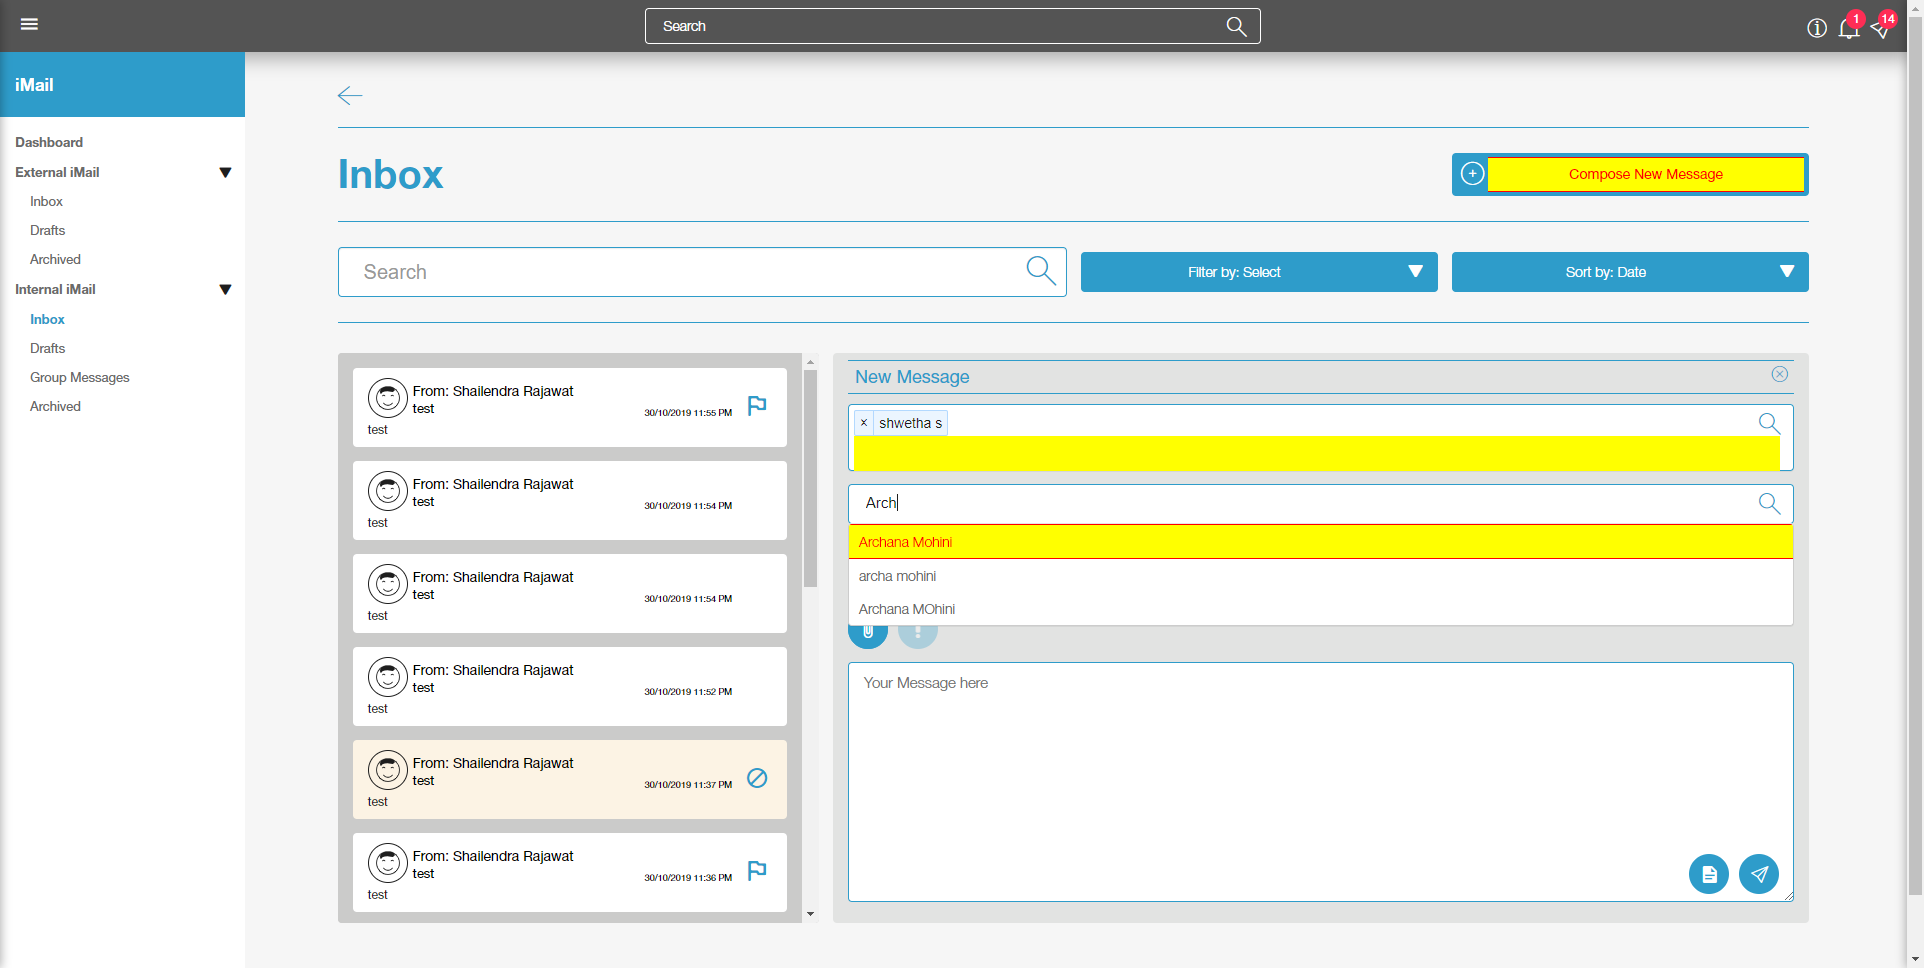 Search
1
14
iMail
Dashboard
External iMail
Inbox
Drafts
Archived
Internal iMail
Inbox
Drafts
Group Messages
Archived
Inbox
Compose New Message
Search
Filter by: Select
Sort by: Date
From: Shailendra Rajawat
test
30/10/2019 11:55 PM
test
From: Shailendra Rajawat
test
30/10/2019 11:54 PM
test
From: Shailendra Rajawat
test
30/10/2019 11:54 PM
test
From: Shailendra Rajawat
test
30/10/2019 11:52 PM
test
From: Shailendra Rajawat
test
30/10/2019 11:37 PM
test
From: Shailendra Rajawat
test
30/10/2019 11:36 PM
test
New Message
× shwetha s
Arch
Archana Mohini
archa mohini
Archana MOhini
Your Message here